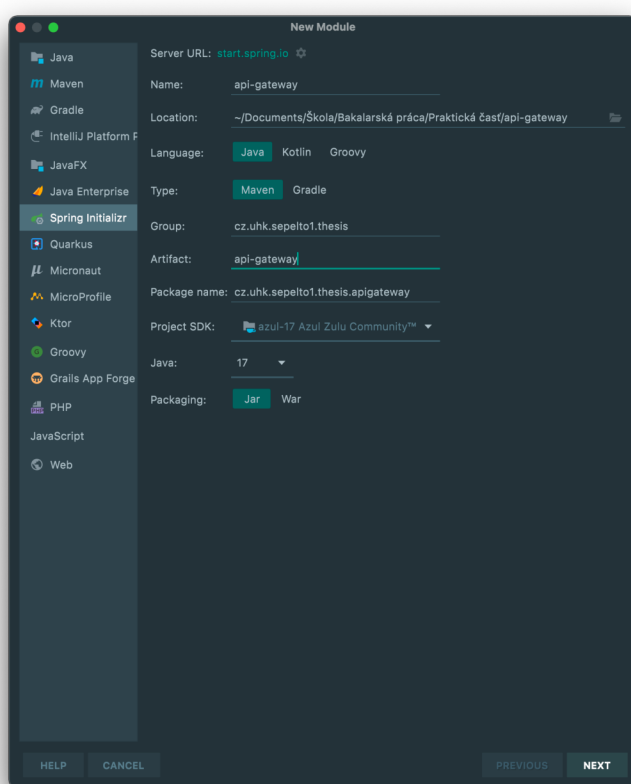 New Module
Java
Maven
Gradle
IntelliJ Platform P
JavaFX
Java Enterprise
Spring Initializr
Quarkus
Micronaut
MicroProfile
Ktor
Groovy
Grails App Forge
PHP
JavaScript
Web
Server URL: start.spring.io
Name: api-gateway
Location: ~/Documents/Škola/Bakalarská práca/Praktická časť/api-gateway
Language: Java Kotlin Groovy
Type: Maven Gradle
Group: cz.uhk.sepelto1.thesis
Artifact: api-gateway
Package name: cz.uhk.sepelto1.thesis.apigateway
Project SDK: azul-17 Azul Zulu Community™
Java: 17
Packaging: Jar War
HELP CANCEL PREVIOUS NEXT